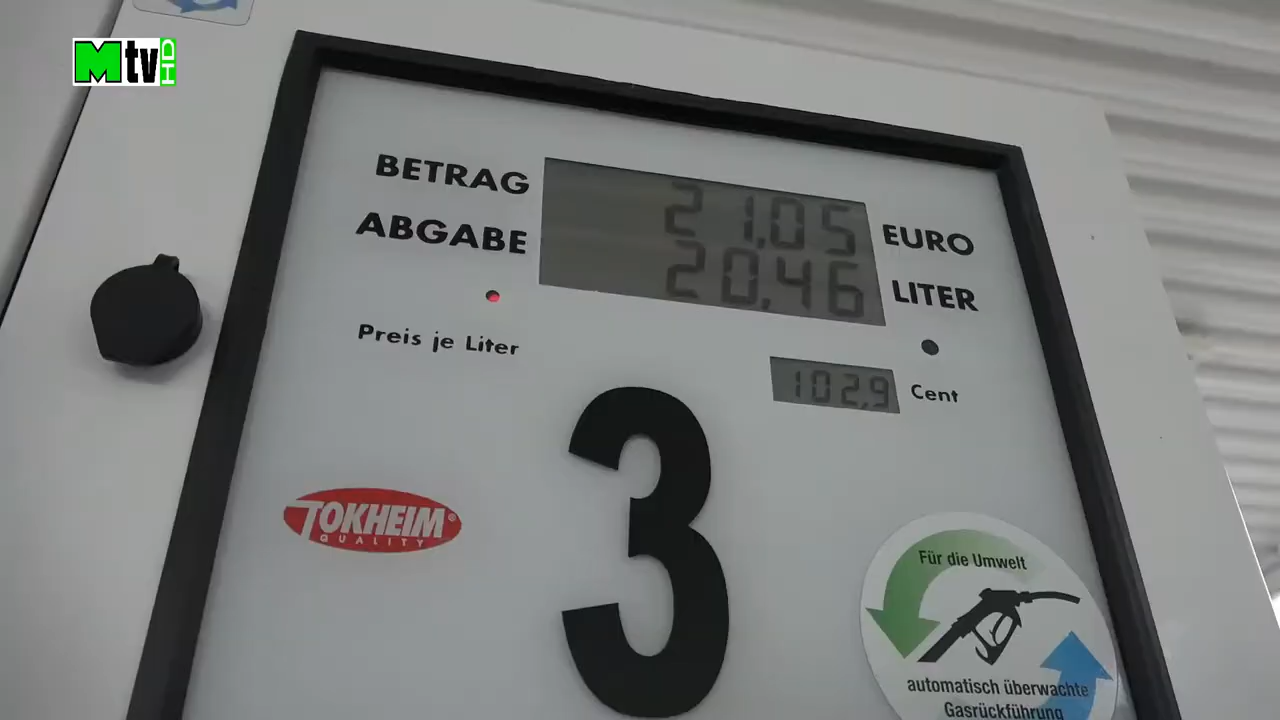 Mtv HD
BETRAG 21,05 EURO
ABGABE 20,46 LITER
Preis je Liter 102,9 Cent
3
TOKHEIM®
QUALITY
Für die Umwelt
automatisch überwachte
Gasrückführung